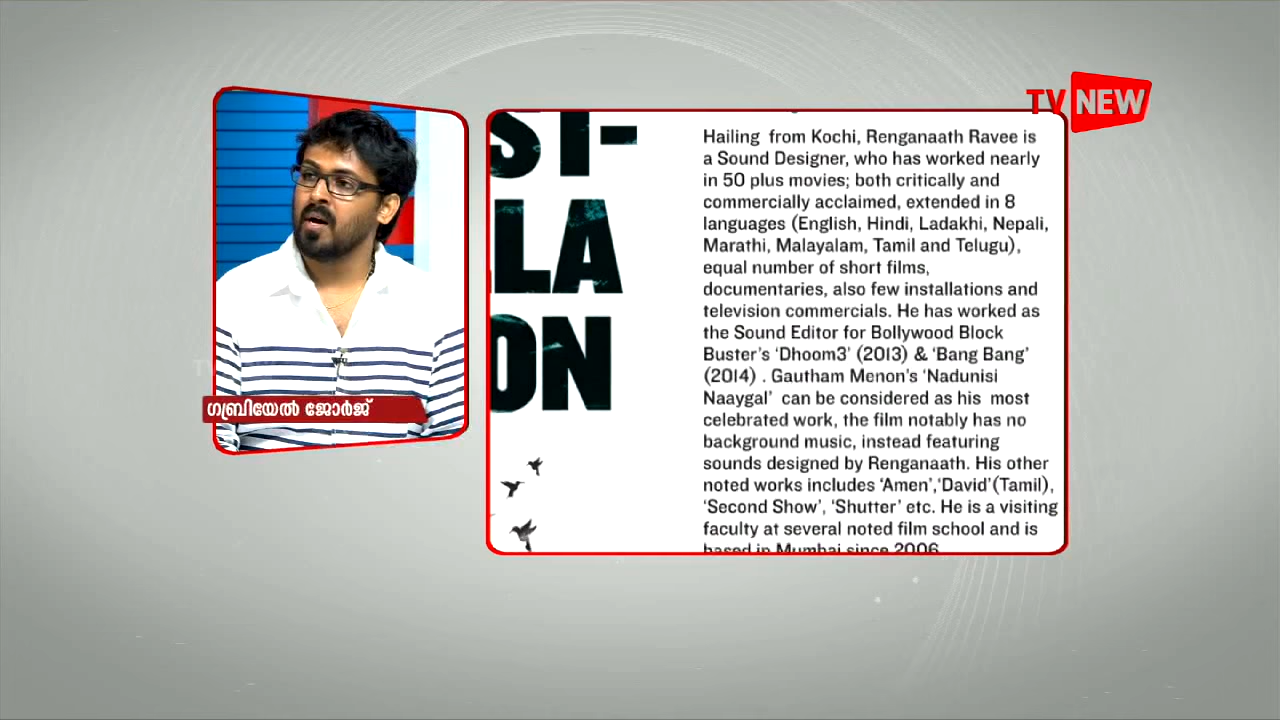 TV NEW
ഗബ്രിയേൽ ജോർജ്
ST-
LA
ON
Hailing from Kochi, Renganaath Ravee is
a Sound Designer, who has worked nearly
in 50 plus movies; both critically and
commercially acclaimed, extended in 8
languages (English, Hindi, Ladakhi, Nepali,
Marathi, Malayalam, Tamil and Telugu),
equal number of short films,
documentaries, also few installations and
television commercials. He has worked as
the Sound Editor for Bollywood Block
Buster's 'Dhoom3' (2013) & 'Bang Bang'
(2014) . Gautham Menon's 'Nadunisi
Naaygal' can be considered as his most
celebrated work, the film notably has no
background music, instead featuring
sounds designed by Renganaath. His other
noted works includes 'Amen','David'(Tamil),
'Second Show', 'Shutter' etc. He is a visiting
faculty at several noted film school and is
based in Mumbai since 2006